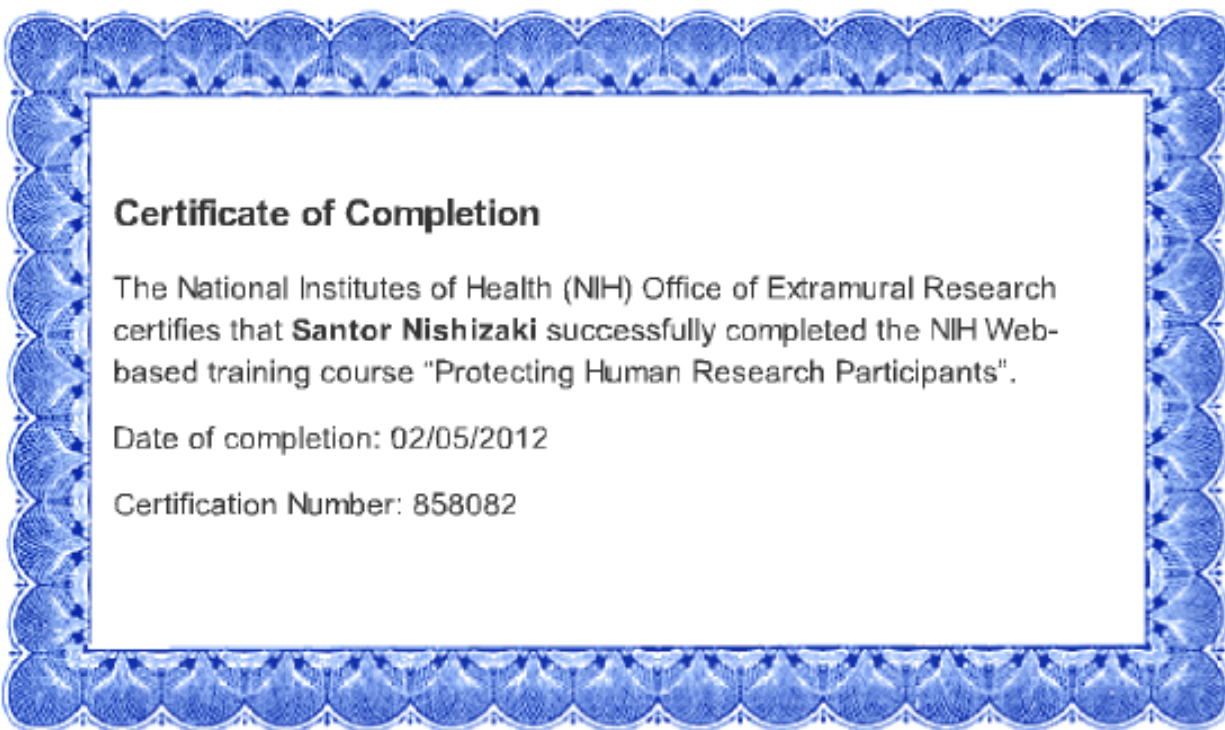 Certificate of Completion
The National Institutes of Health (NIH) Office of Extramural Research
certifies that Santor Nishizaki successfully completed the NIH Web-
based training course “Protecting Human Research Participants”.
Date of completion: 02/05/2012
Certification Number: 858082